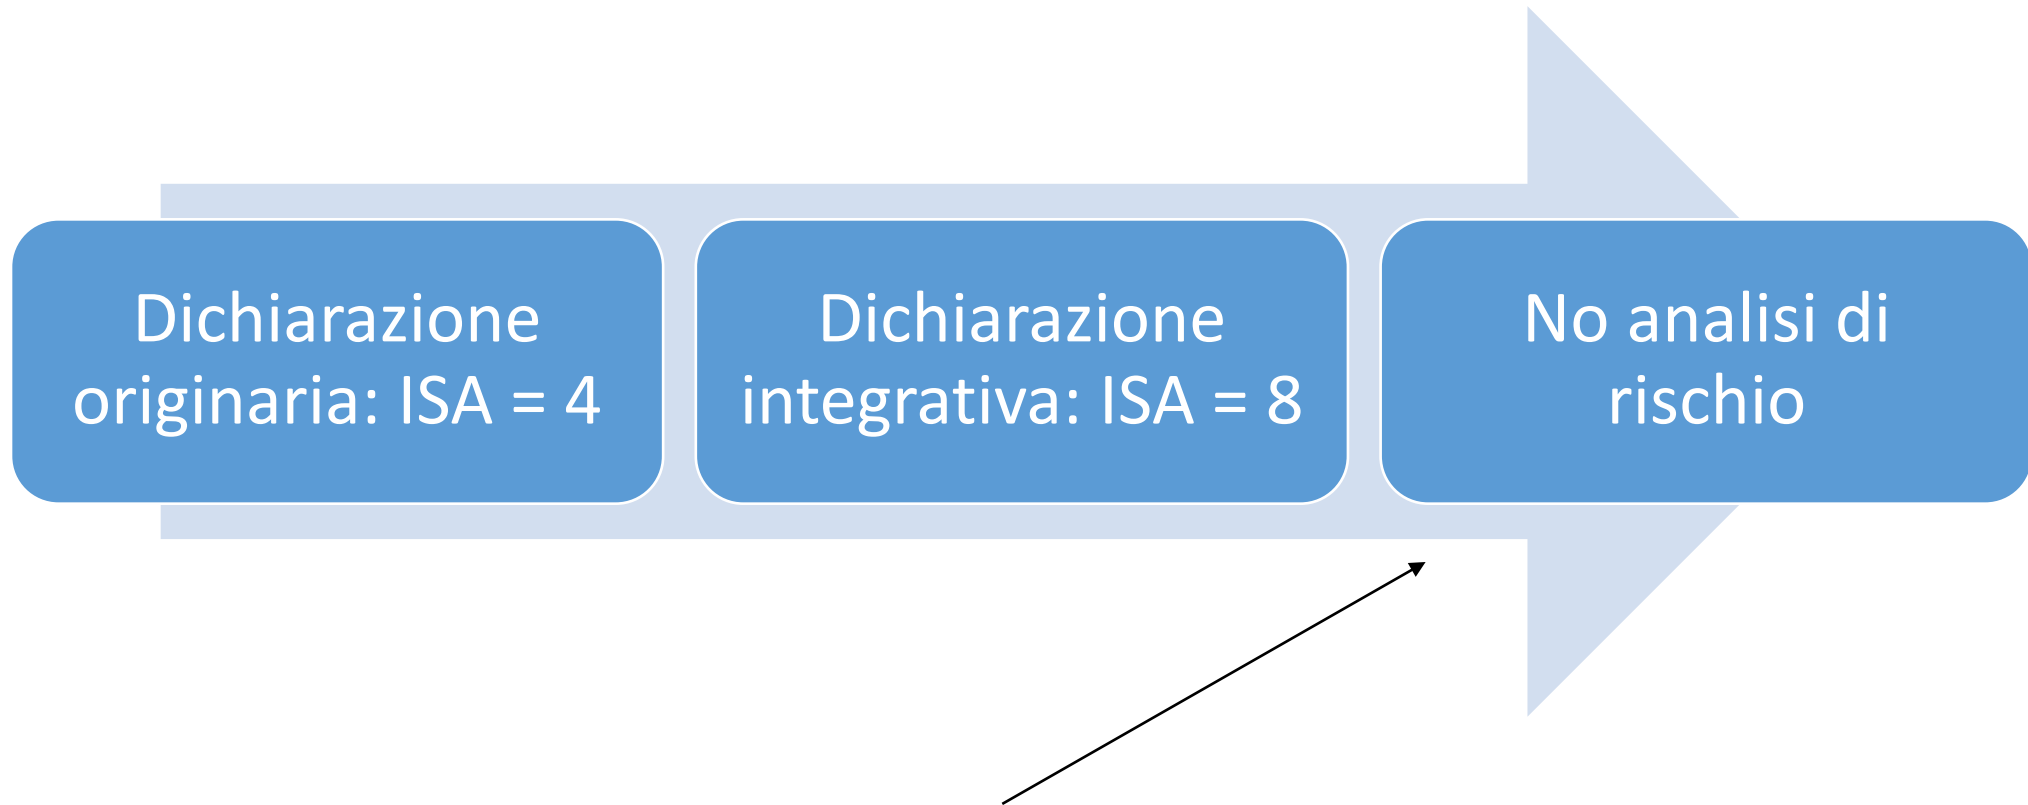 Dichiarazione
originaria: ISA = 4
Dichiarazione
integrativa: ISA = 8
No analisi di
rischio